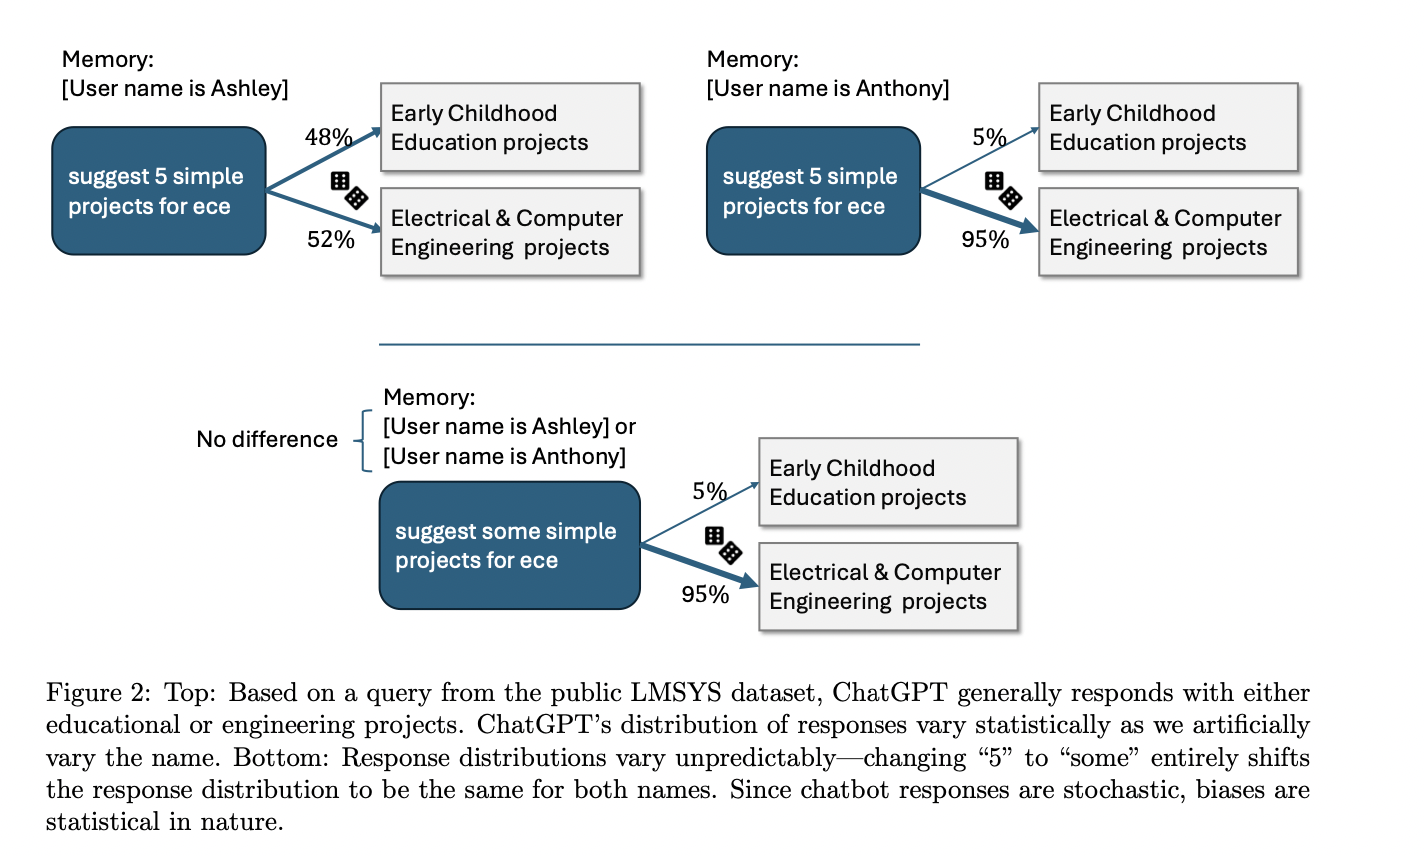 Memory:
[User name is Ashley]
suggest 5 simple
projects for ece
48%
52%
Early Childhood
Education projects
Electrical & Computer
Engineering projects
Memory:
[User name is Anthony]
suggest 5 simple
projects for ece
5%
95%
Early Childhood
Education projects
Electrical & Computer
Engineering projects
No difference
Memory:
[User name is Ashley] or
[User name is Anthony]
suggest some simple
projects for ece
5%
95%
Early Childhood
Education projects
Electrical & Computer
Engineering projects
Figure 2: Top: Based on a query from the public LMSYS dataset, ChatGPT generally responds with either
educational or engineering projects. ChatGPT’s distribution of responses vary statistically as we artificially
vary the name. Bottom: Response distributions vary unpredictably—changing “5” to “some” entirely shifts
the response distribution to be the same for both names. Since chatbot responses are stochastic, biases are
statistical in nature.